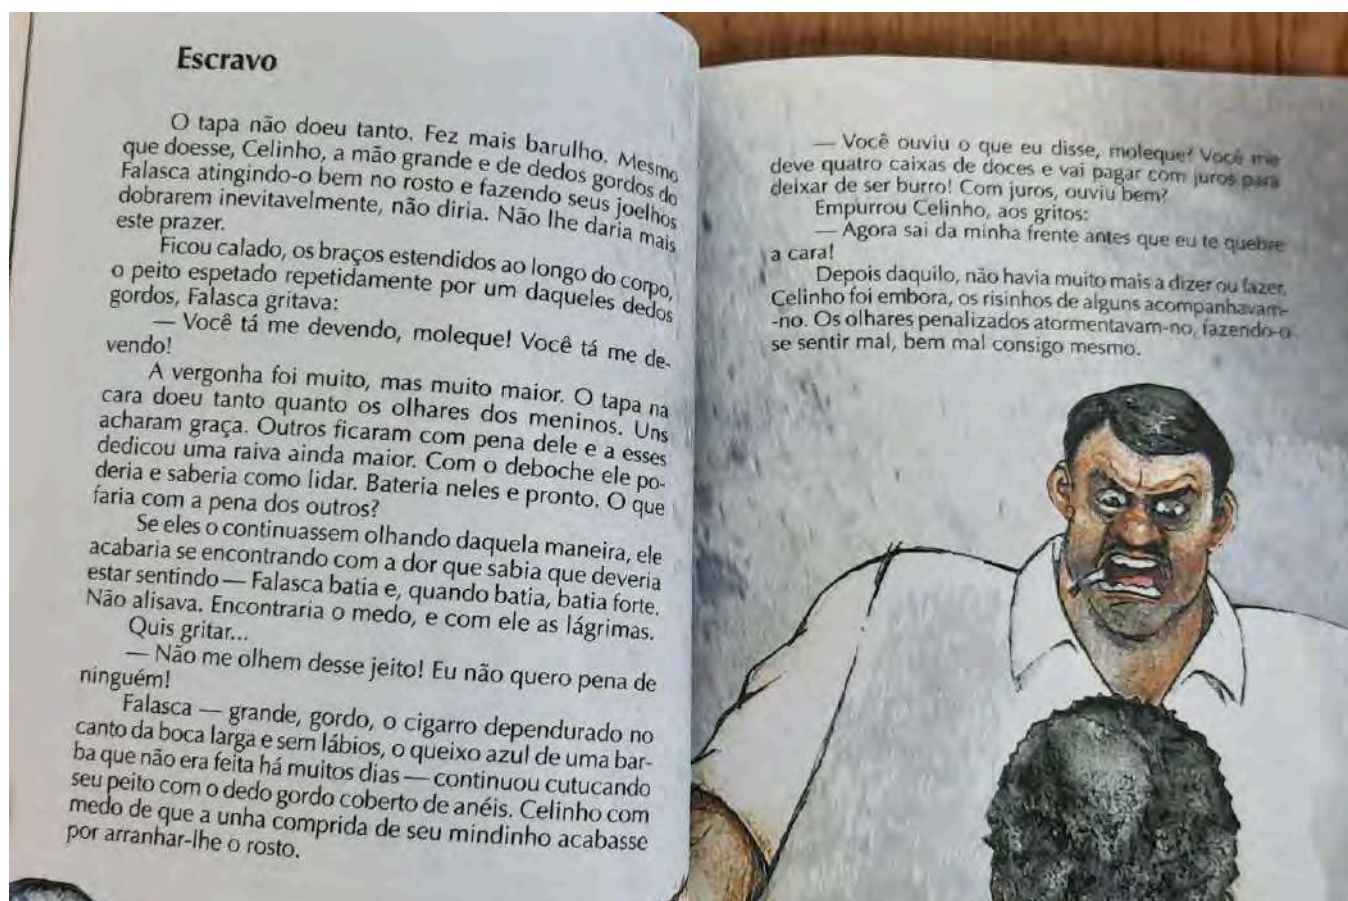 Escravo
O tapa não doeu tanto. Fez mais barulho. Mesmo
que doesse, Celinho, a mão grande e de dedos gordos do
Falasca atingindo-o bem no rosto e fazendo seus joelhos
dobrarem inevitavelmente, não diria. Não lhe daria mais
este prazer.
Ficou calado, os braços estendidos ao longo do corpo,
o peito espetado repetidamente por um daqueles dedos
gordos, Falasca gritava:
— Você tá me devendo, moleque! Você tá me de-
vendo!
A vergonha foi muito, mas muito maior. O tapa na
cara doeu tanto quanto os olhares dos meninos. Uns
acharam graça. Outros ficaram com pena dele e a esses
dedicou uma raiva ainda maior. Com o deboche ele po-
deria e saberia como lidar. Bateria neles e pronto. O que
faria com a pena dos outros?
Se eles o continuassem olhando daquela maneira, ele
acabaria se encontrando com a dor que sabia que deveria
estar sentindo — Falasca batia e, quando batia, batia forte.
Não alisava. Encontraria o medo, e com ele as lágrimas.
Quis gritar...
— Não me olhem desse jeito! Eu não quero pena de
ninguém!
Falasca — grande, gordo, o cigarro dependurado no
canto da boca larga e sem lábios, o queixo azul de uma bar-
ba que não era feita há muitos dias — continuou cutucando
seu peito com o dedo gordo coberto de anéis. Celinho com
medo de que a unha comprida de seu mindinho acabasse
por arranhar-lhe o rosto.
— Você ouviu o que eu disse, moleque? Você me
deve quatro caixas de doces e vai pagar com juros para
deixar de ser burro! Com juros, ouviu bem?
Empurrou Celinho, aos gritos:
— Agora sai da minha frente antes que eu te quebre
a cara!
Depois daquilo, não havia muito mais a dizer ou fazer.
Celinho foi embora, os risinhos de alguns acompanhavam-
-no. Os olhares penalizados atormentavam-no, fazendo-o
se sentir mal, bem mal consigo mesmo.